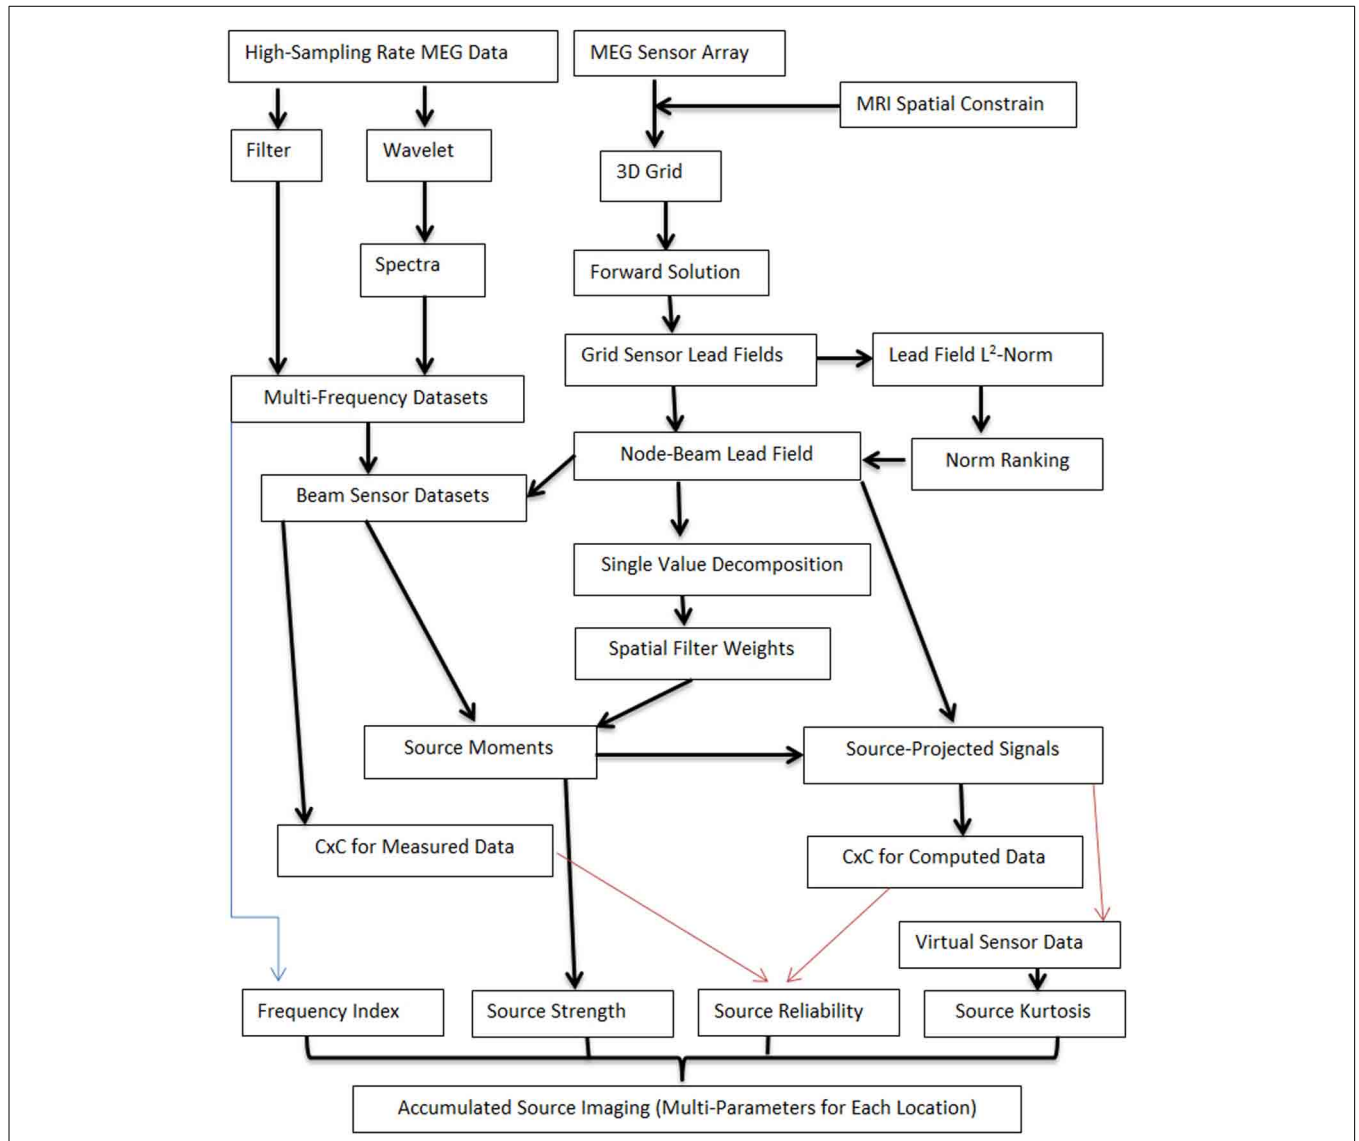 High-Sampling Rate MEG Data
MEG Sensor Array
MRI Spatial Constrain
Filter
Wavelet
3D Grid
Spectra
Forward Solution
Grid Sensor Lead Fields
Lead Field L²-Norm
Multi-Frequency Datasets
Node-Beam Lead Field
Norm Ranking
Beam Sensor Datasets
Single Value Decomposition
Spatial Filter Weights
Source Moments
Source-Projected Signals
CxC for Measured Data
CxC for Computed Data
Virtual Sensor Data
Frequency Index
Source Strength
Source Reliability
Source Kurtosis
Accumulated Source Imaging (Multi-Parameters for Each Location)